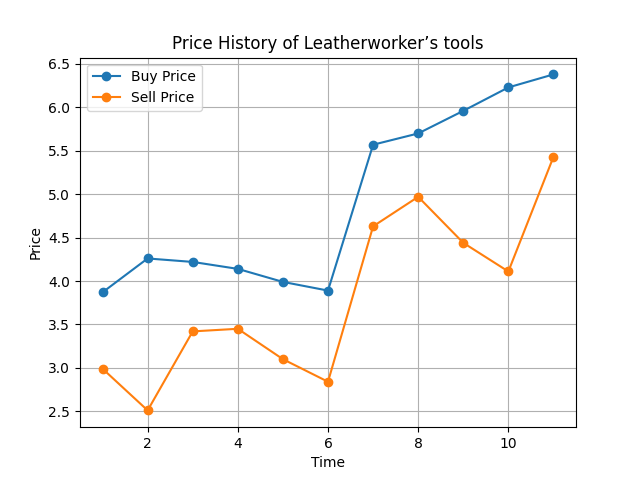 Price History of Leatherworker’s tools
Buy Price
Sell Price
6.5
6.0
5.5
5.0
4.5
4.0
3.5
3.0
2.5
Price
2 4 6 8 10
Time